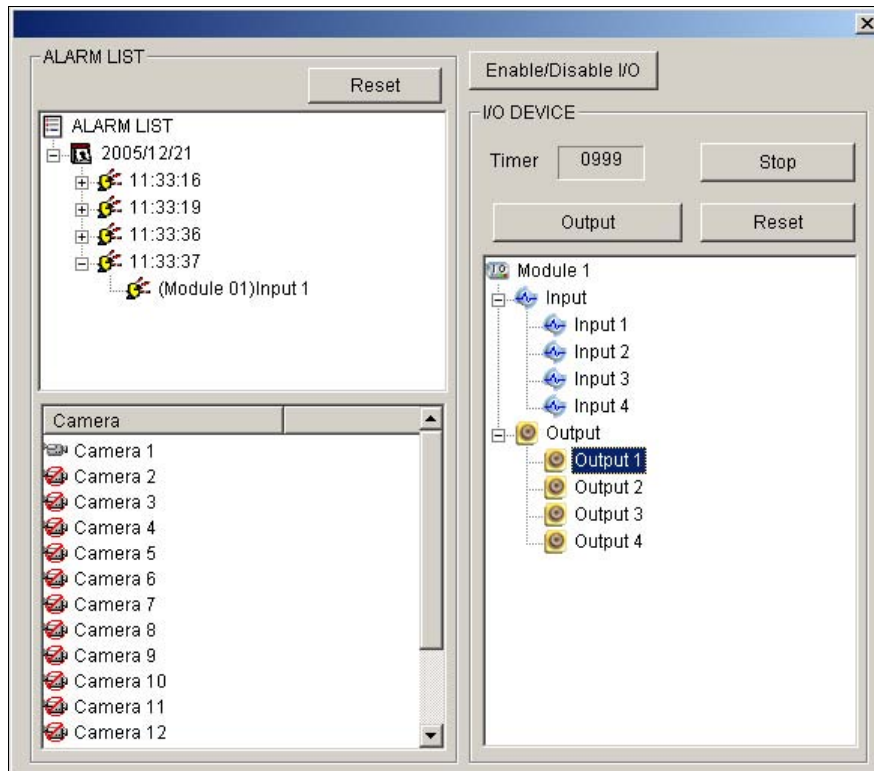 ALARM LIST
Reset
ALARM LIST
2005/12/21
11:33:16
11:33:19
11:33:36
11:33:37
(Module 01)Input 1
Camera
Camera 1
Camera 2
Camera 3
Camera 4
Camera 5
Camera 6
Camera 7
Camera 8
Camera 9
Camera 10
Camera 11
Camera 12
Enable/Disable I/O
I/O DEVICE
Timer 0999 Stop
Output Reset
Module 1
Input
Input 1
Input 2
Input 3
Input 4
Output
Output 1
Output 2
Output 3
Output 4